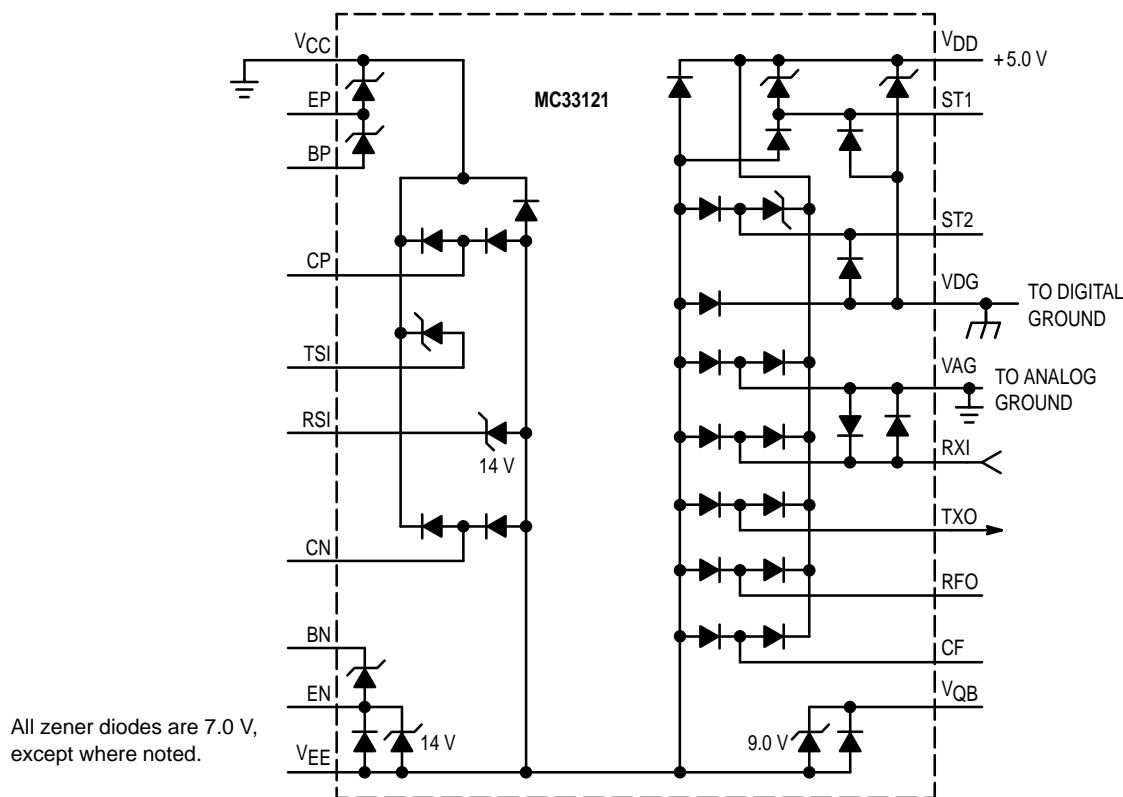 VCC
EP
BP
CP
TSI
RSI
14 V
CN
BN
EN
14 V
VEE
All zener diodes are 7.0 V,
except where noted.
MC33121
VDD
+5.0 V
ST1
ST2
VDG
TO DIGITAL
GROUND
VAG
TO ANALOG
GROUND
RXI
TXO
RFO
CF
VQB
9.0 V